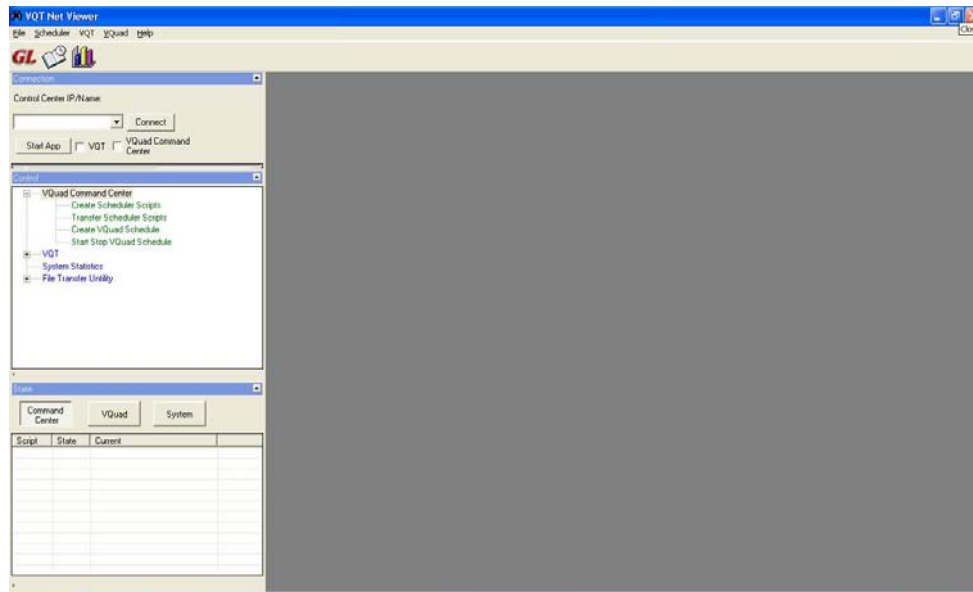 VQT Net Viewer
File Scheduler VQT VQuad Help
Clo
GL
Connection
Control Center IP/Name:
Connect
Start App VQT VQuad Command Center
Control
VQuad Command Center
Create Scheduler Scripts
Transfer Scheduler Scripts
Create VQuad Schedule
Start Stop VQuad Schedule
VQT
System Statistics
File Transfer Untility
State
Command Center VQuad System
Script State Current